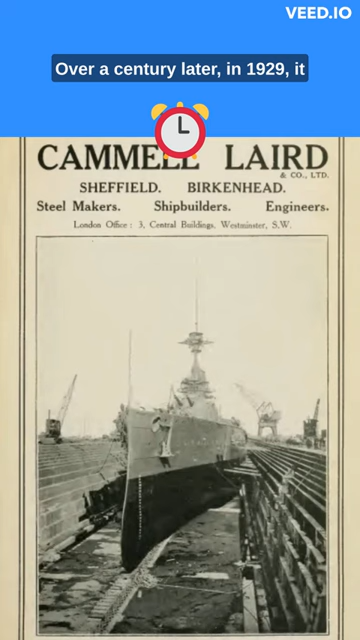 VEED.IO
Over a century later, in 1929, it
CAMMELL LAIRD
& CO., LTD.
SHEFFIELD. BIRKENHEAD.
Steel Makers. Shipbuilders. Engineers.
London Office : 3, Central Buildings, Westminster, S.W.